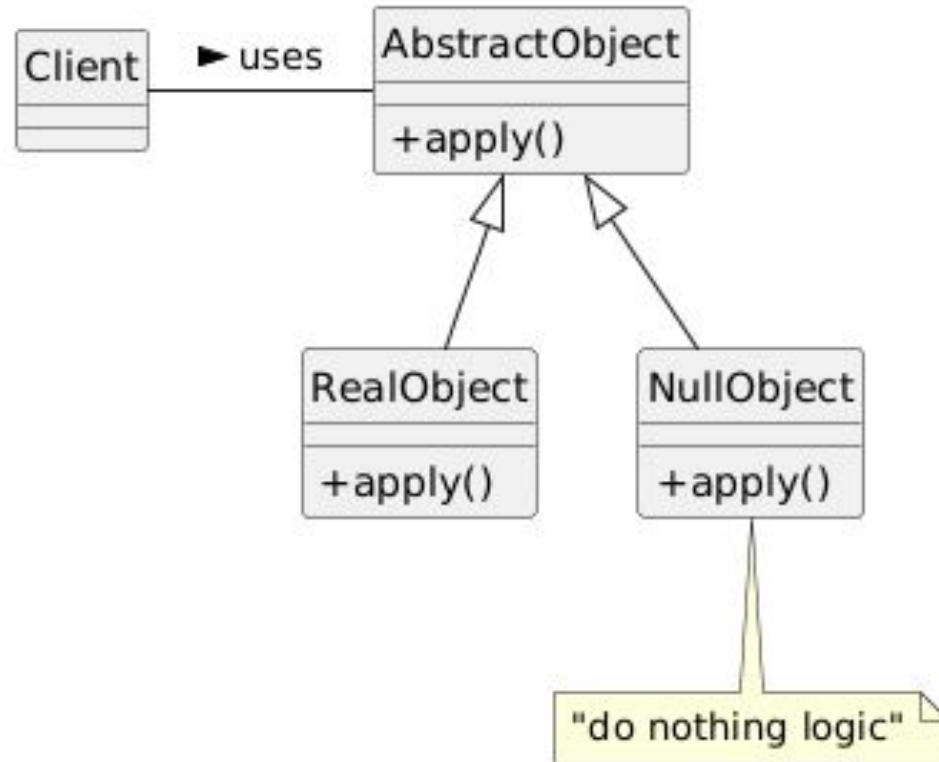 Client
► uses
AbstractObject
+apply()
RealObject
+apply()
NullObject
+apply()
"do nothing logic"